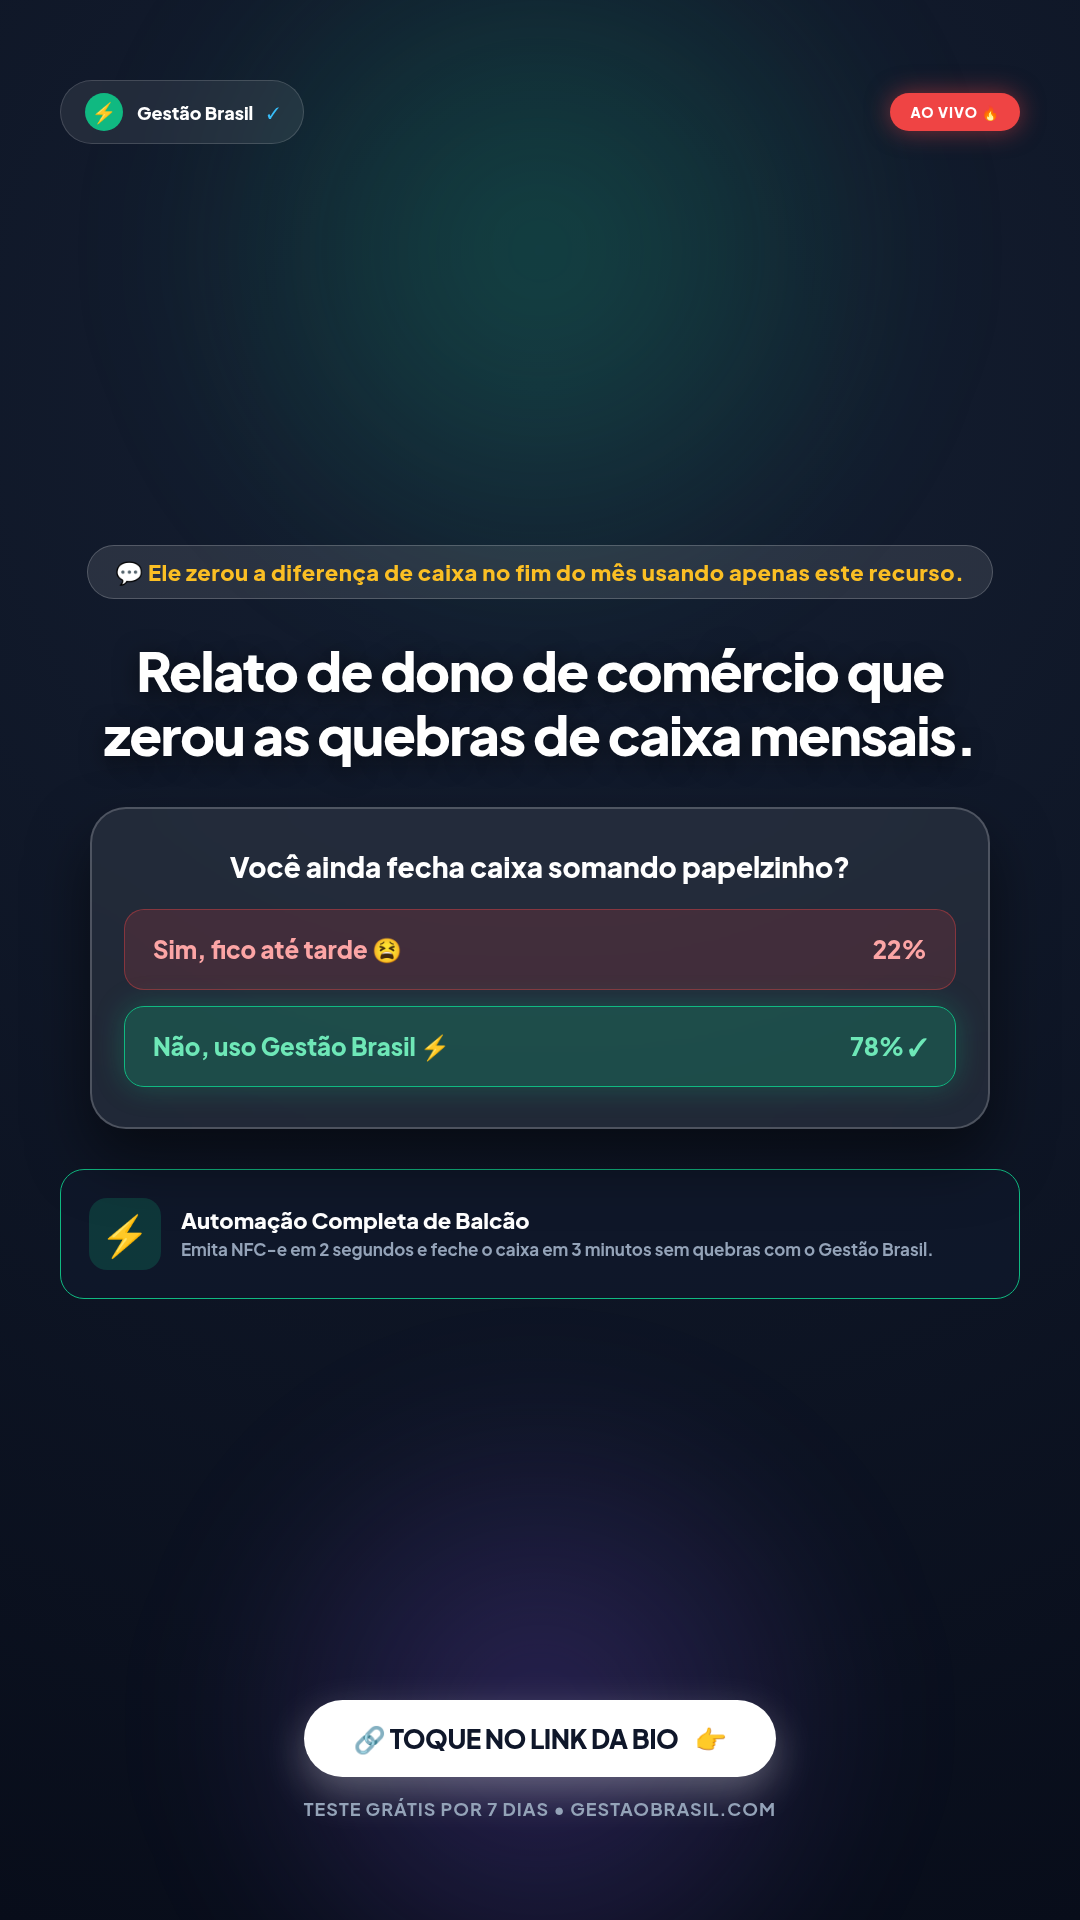 ⚡ Gestão Brasil ✓
AO VIVO 🔥
💬 Ele zerou a diferença de caixa no fim do mês usando apenas este recurso.
Relato de dono de comércio que
zerou as quebras de caixa mensais.
Você ainda fecha caixa somando papelzinho?
Sim, fico até tarde 😫 22%
Não, uso Gestão Brasil ⚡ 78% ✓
⚡ Automação Completa de Balcão
Emita NFC-e em 2 segundos e feche o caixa em 3 minutos sem quebras com o Gestão Brasil.
🔗 TOQUE NO LINK DA BIO 👉
TESTE GRÁTIS POR 7 DIAS • GESTAOBRASIL.COM